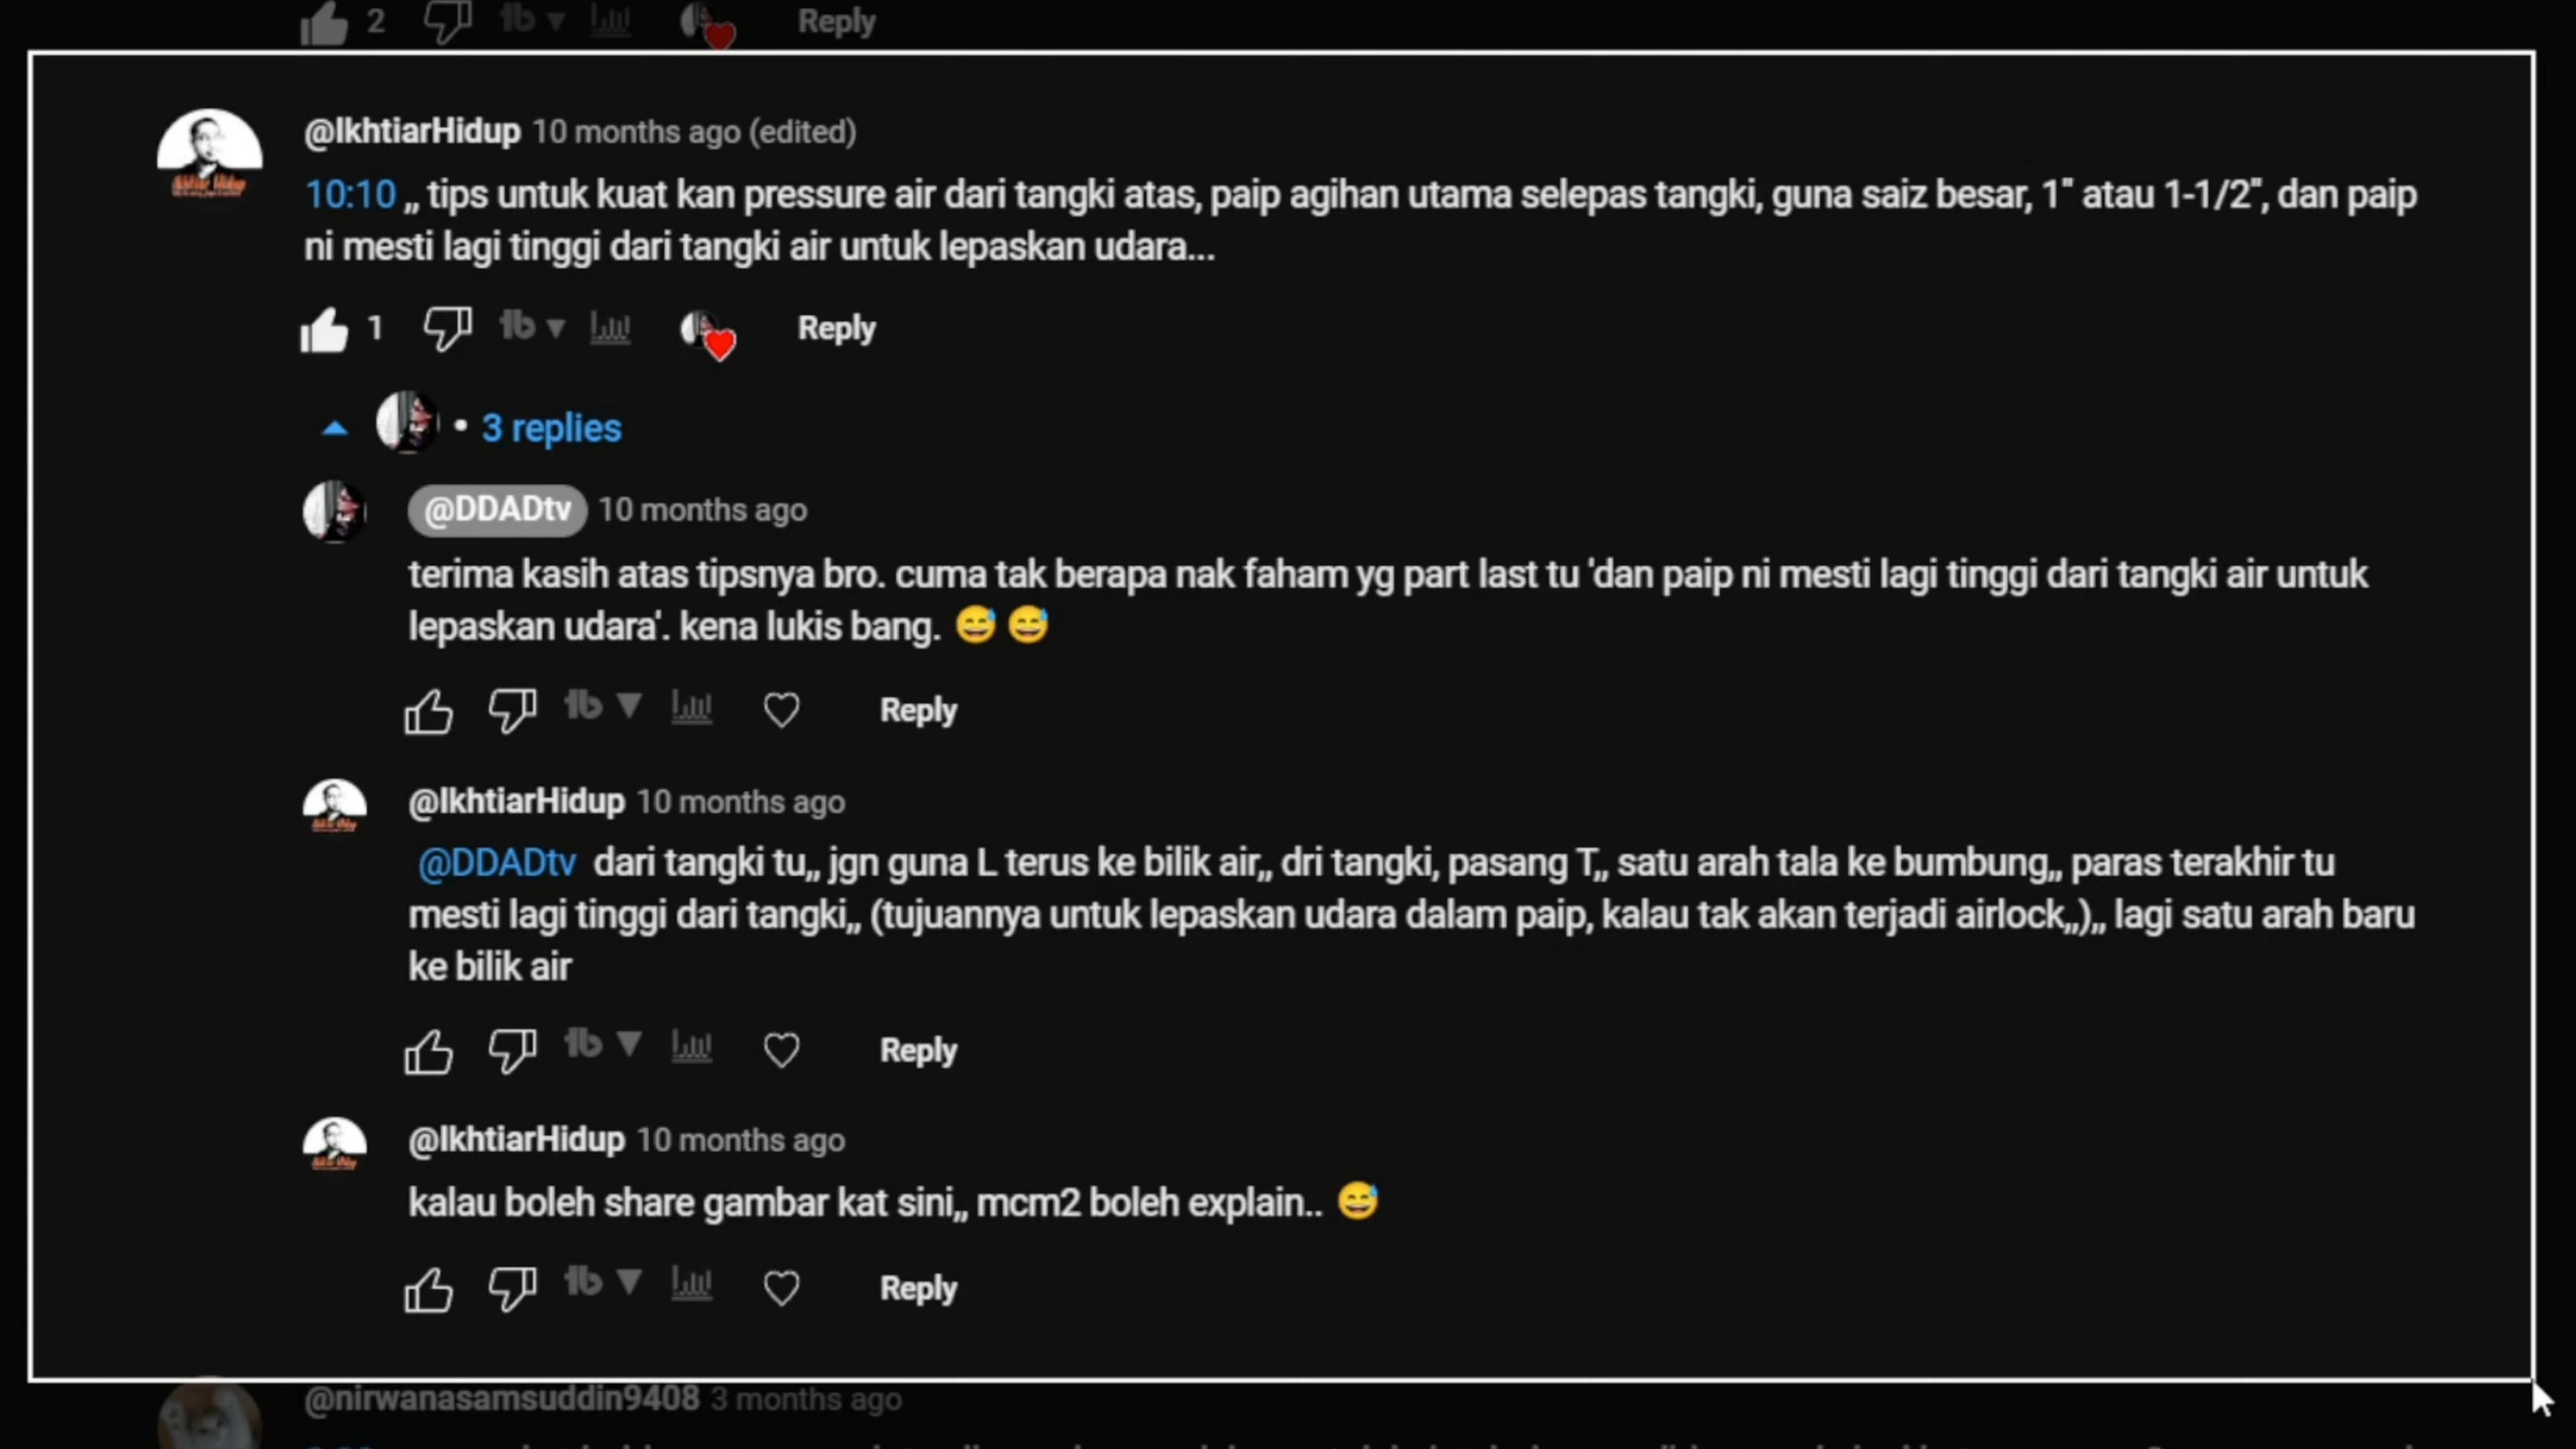 2 Reply
@IkhtiarHidup 10 months ago (edited)
10:10 ,, tips untuk kuat kan pressure air dari tangki atas, paip agihan utama selepas tangki, guna saiz besar, 1" atau 1-1/2", dan paip
ni mesti lagi tinggi dari tangki air untuk lepaskan udara...
1 Reply
• 3 replies
@DDADtv 10 months ago
terima kasih atas tipsnya bro. cuma tak berapa nak faham yg part last tu 'dan paip ni mesti lagi tinggi dari tangki air untuk
lepaskan udara'. kena lukis bang. 😅 😅
Reply
@IkhtiarHidup 10 months ago
@DDADtv dari tangki tu,, jgn guna L terus ke bilik air,, dri tangki, pasang T,, satu arah tala ke bumbung,, paras terakhir tu
mesti lagi tinggi dari tangki,, (tujuannya untuk lepaskan udara dalam paip, kalau tak akan terjadi airlock,,),, lagi satu arah baru
ke bilik air
Reply
@IkhtiarHidup 10 months ago
kalau boleh share gambar kat sini,, mcm2 boleh explain.. 😅
Reply
@nirwanasamsuddin9408 3 months ago